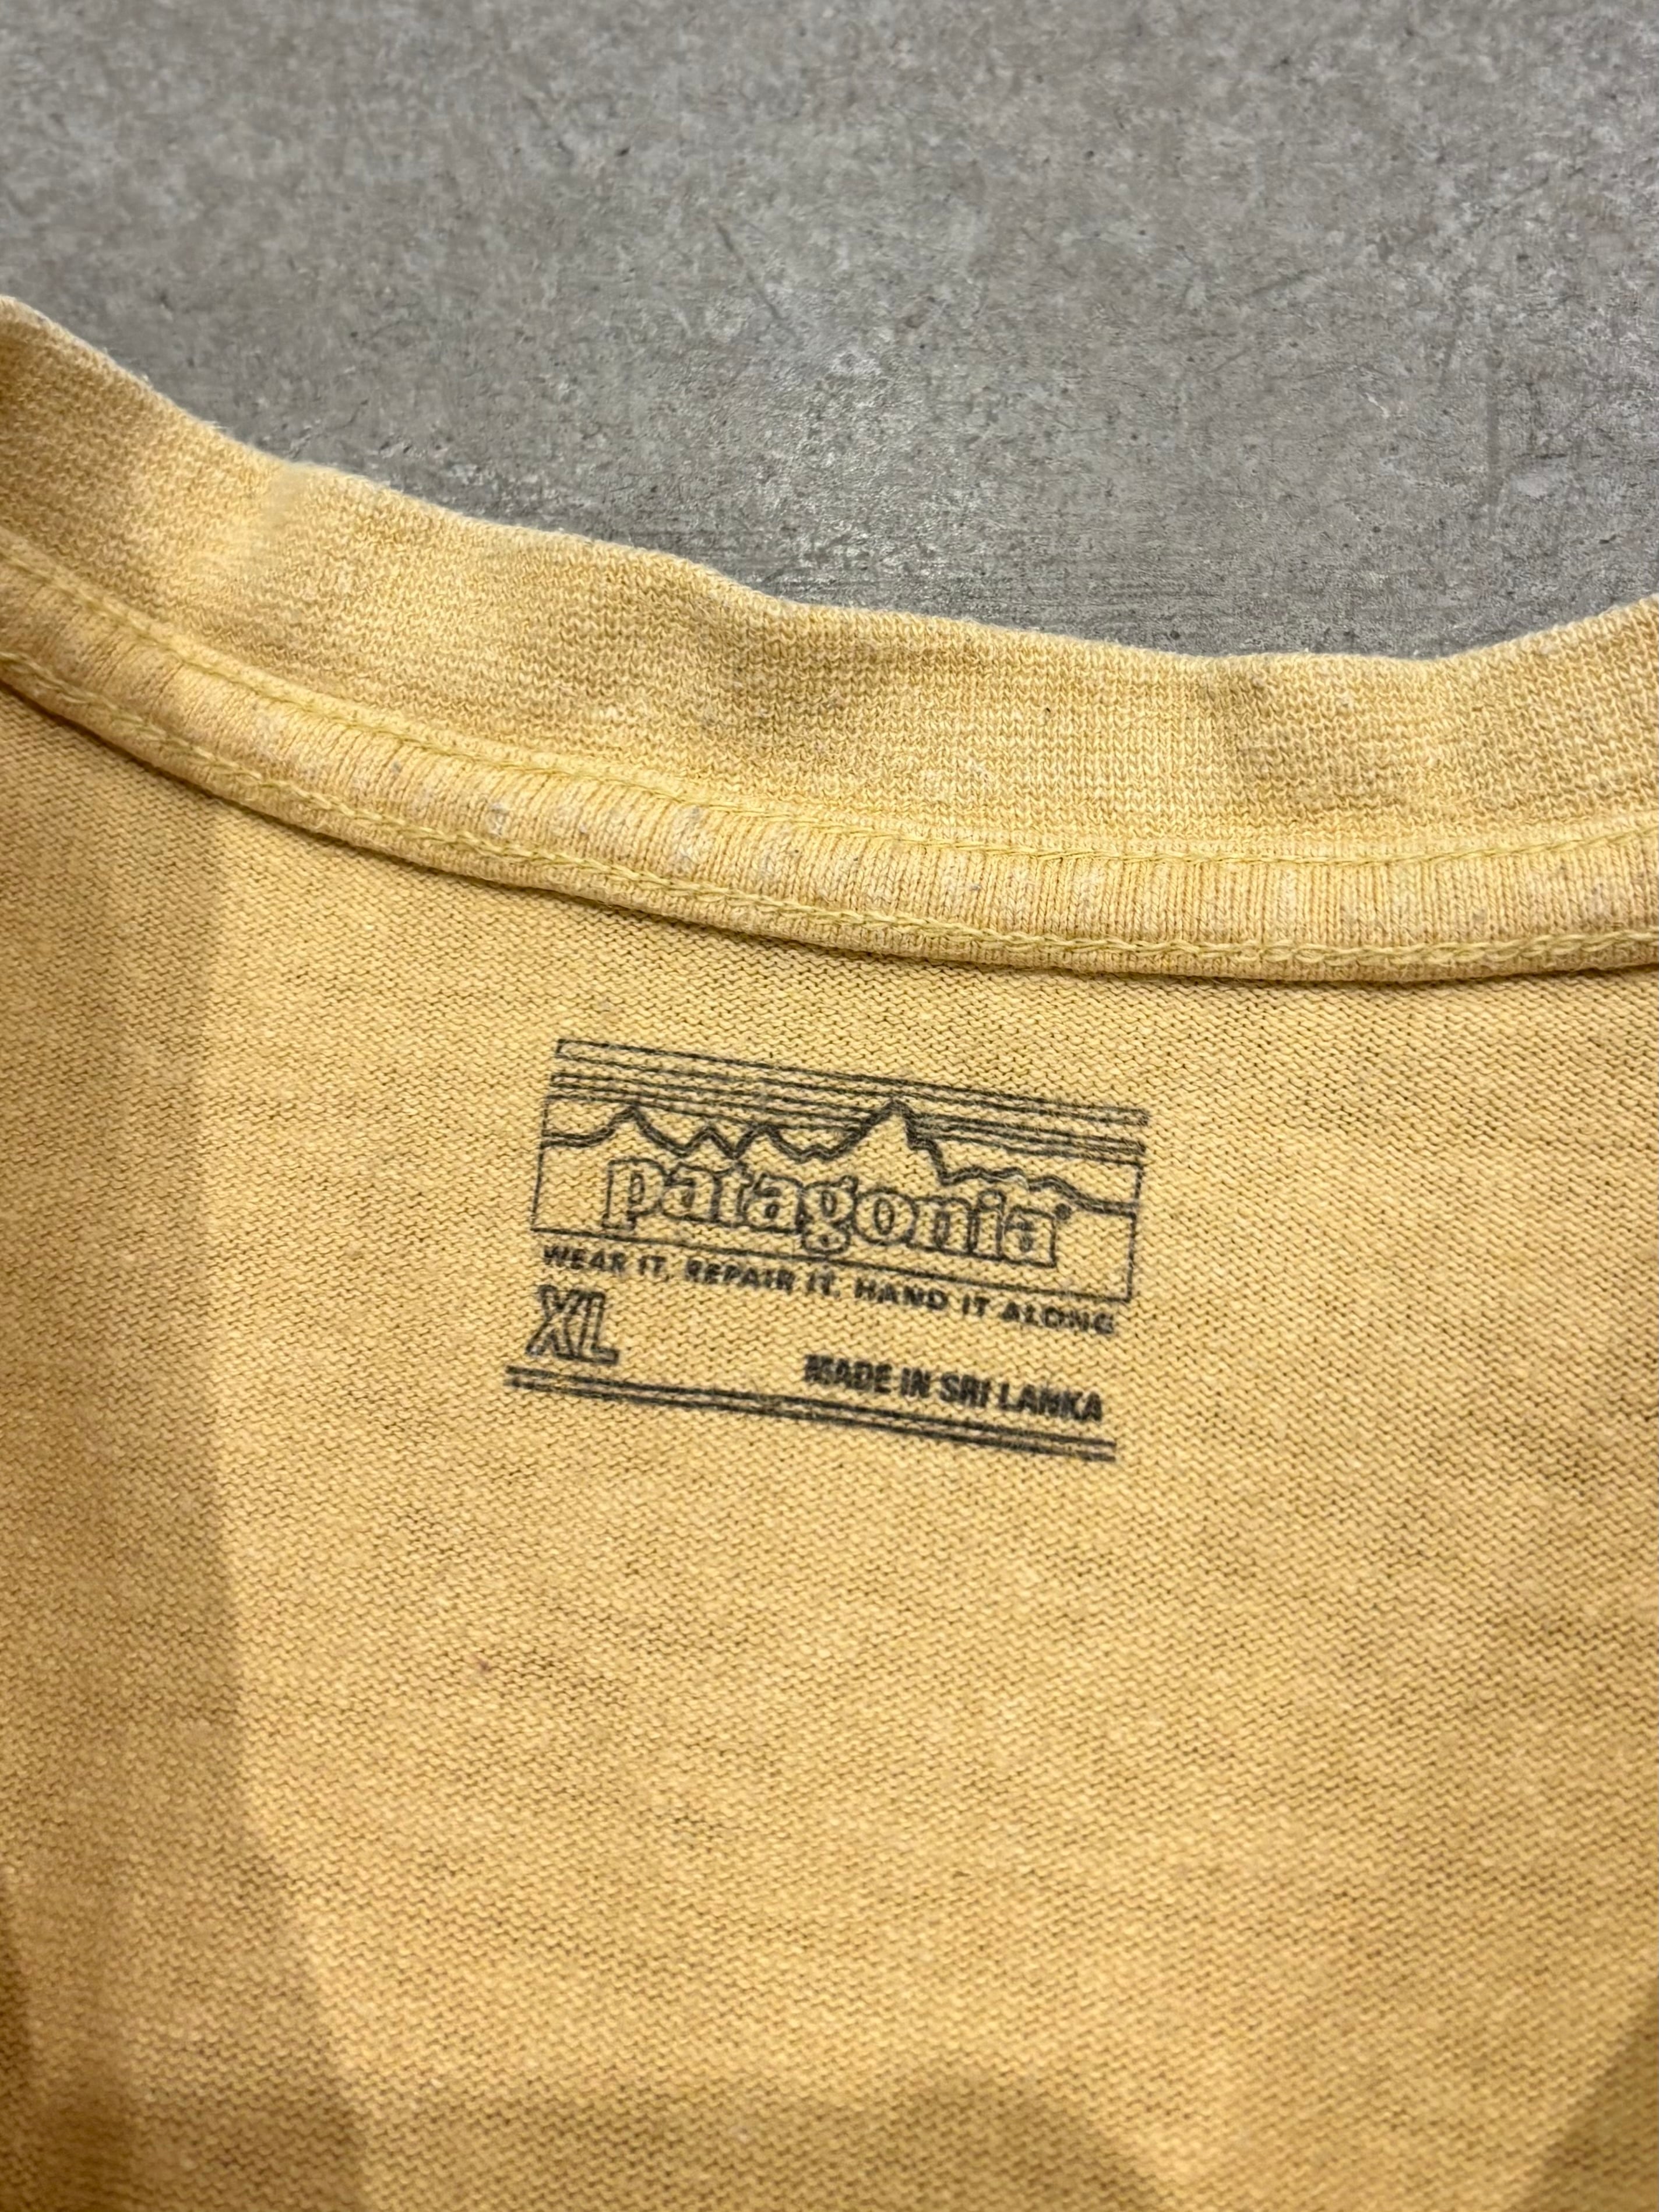 patagonia®
WEAR IT, REPAIR IT, HAND IT ALONG
XL
MADE IN SRI LANKA